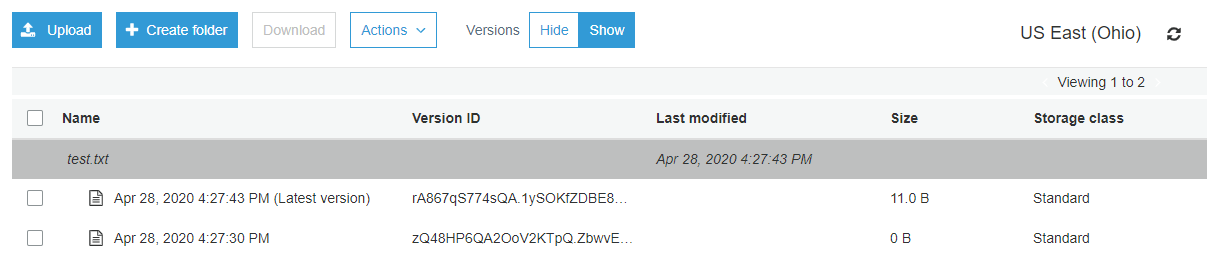 Upload Create folder Download Actions Versions Hide Show US East (Ohio)
Viewing 1 to 2
Name Version ID Last modified Size Storage class
test.txt Apr 28, 2020 4:27:43 PM
Apr 28, 2020 4:27:43 PM (Latest version) rA867qS774sQA.1ySOKfZDBE8... 11.0 B Standard
Apr 28, 2020 4:27:30 PM zQ48HP6QA2OoV2KTpQ.ZbwvE... 0 B Standard